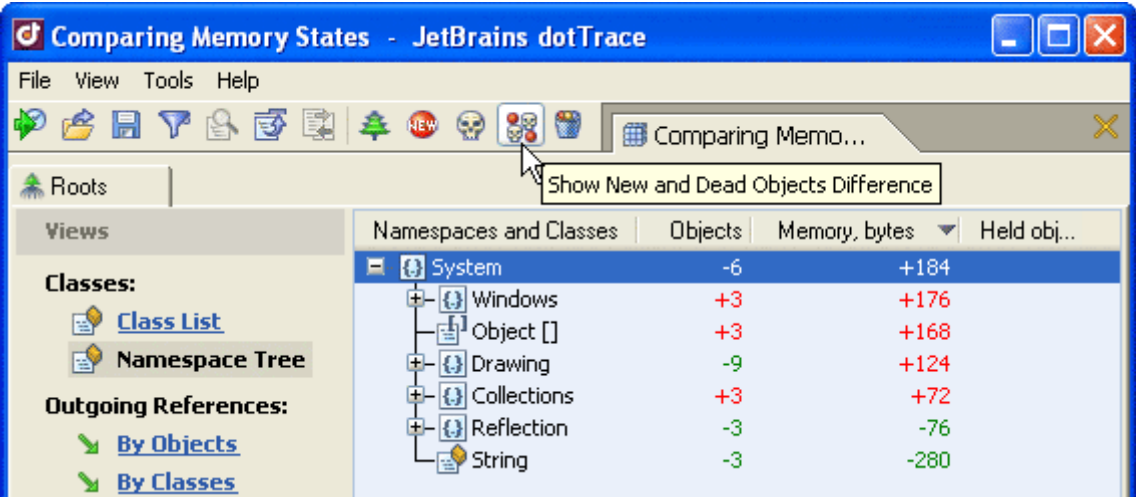 Comparing Memory States - JetBrains dotTrace
File View Tools Help
NEW Comparing Memo...
Show New and Dead Objects Difference
Roots
Views
Namespaces and Classes Objects Memory, bytes Held obj...
System -6 +184
Classes:
Windows +3 +176
Class List
Object [] +3 +168
Namespace Tree
Drawing -9 +124
Collections +3 +72
Outgoing References:
Reflection -3 -76
By Objects
String -3 -280
By Classes